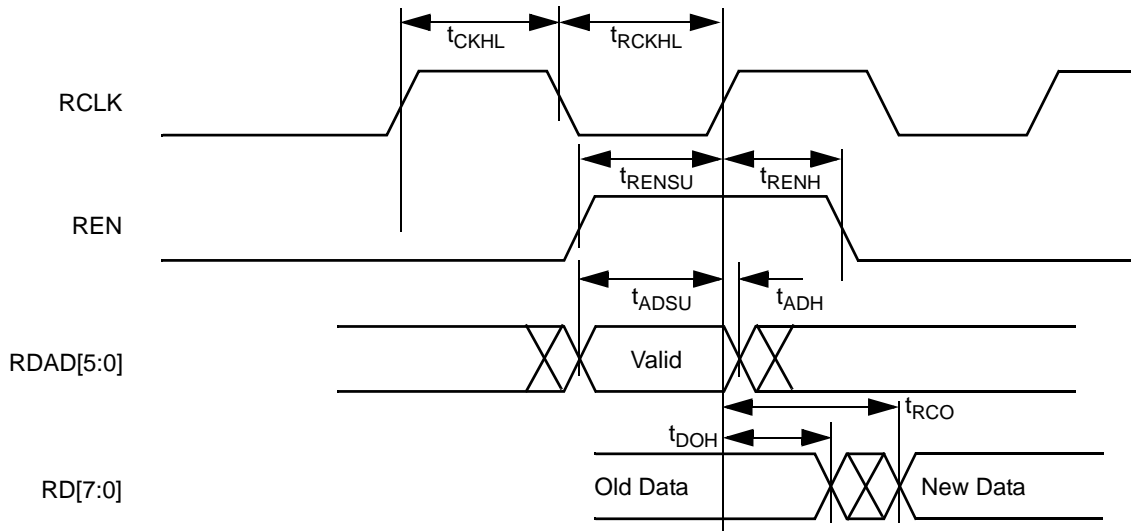 tCKHL tRCKHL
RCLK
tRENSU tRENH
REN
tADSU tADH
RDAD[5:0] Valid
tRCO
tDOH
RD[7:0] Old Data New Data